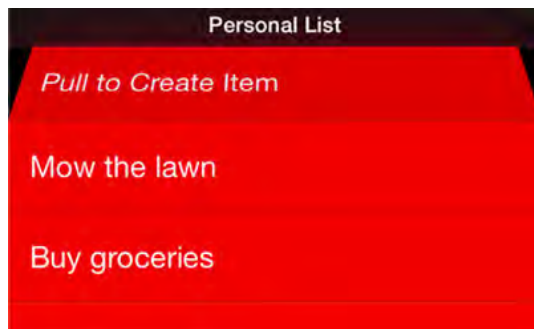 Personal List
Pull to Create Item
Mow the lawn
Buy groceries